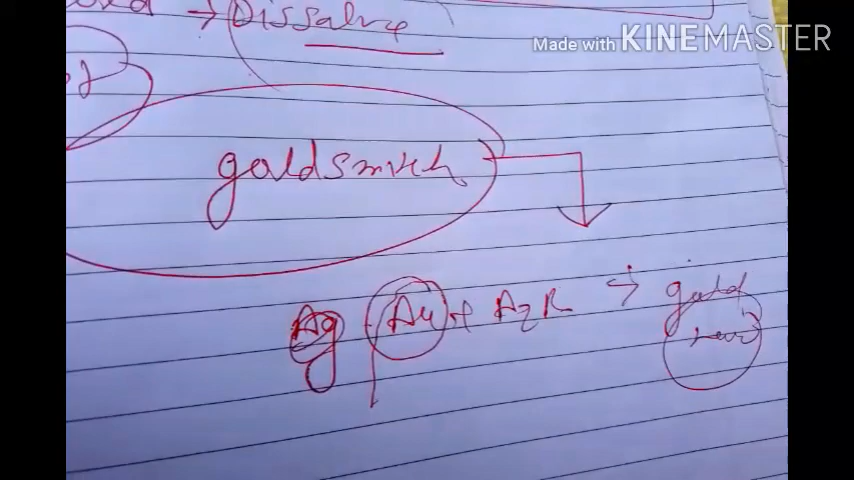 → Dissolve
Made with KINEMASTER
goldsmith
Ag Au + AqR → gold